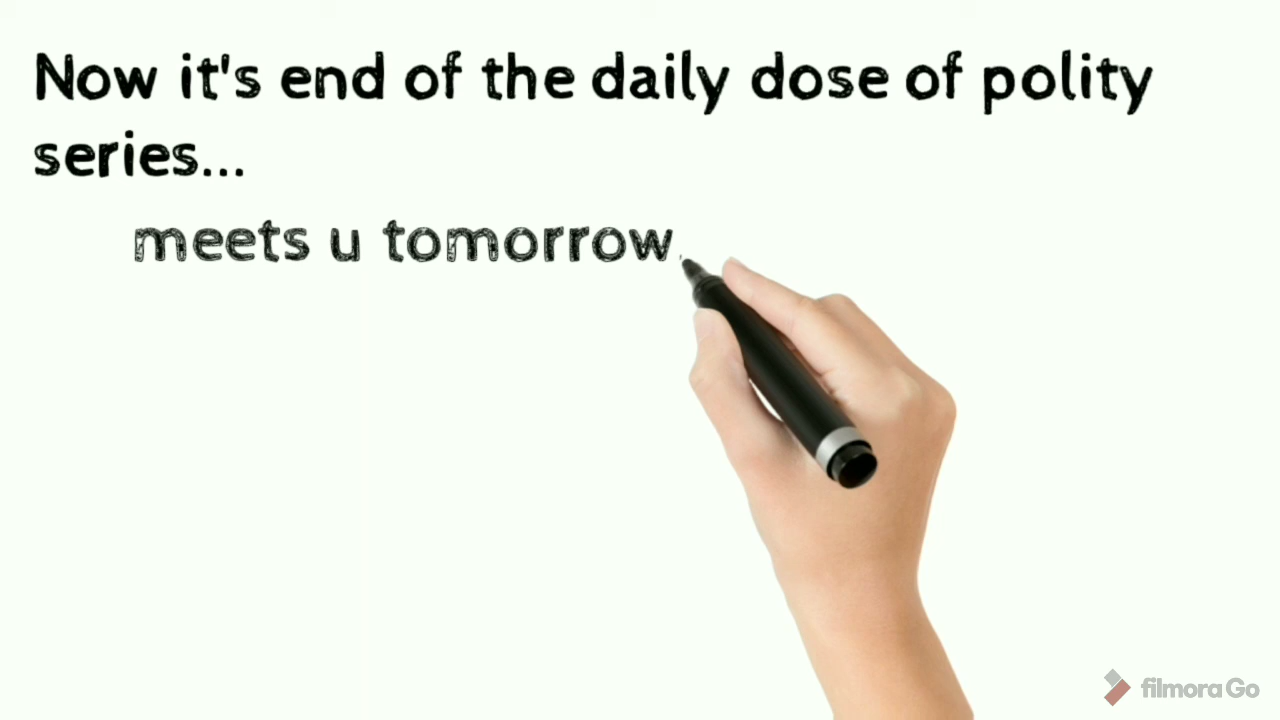 Now it's end of the daily dose of polity
series...
meets u tomorrow.
filmora Go